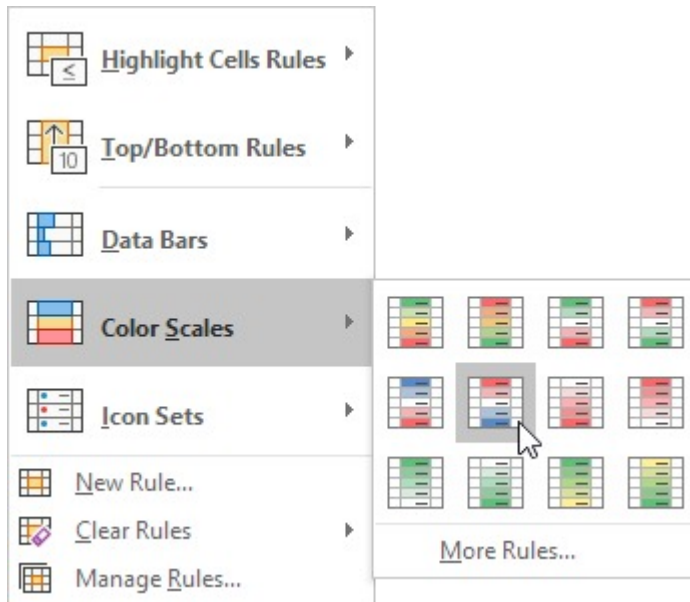 ≤
Highlight Cells Rules
10
Top/Bottom Rules
Data Bars
Color Scales
Icon Sets
New Rule...
Clear Rules
Manage Rules...
More Rules...